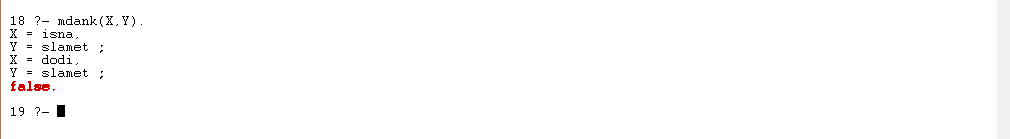 18 ?- mdank(X,Y).
X = isna,
Y = slamet ;
X = dodi,
Y = slamet ;
false.
19 ?-